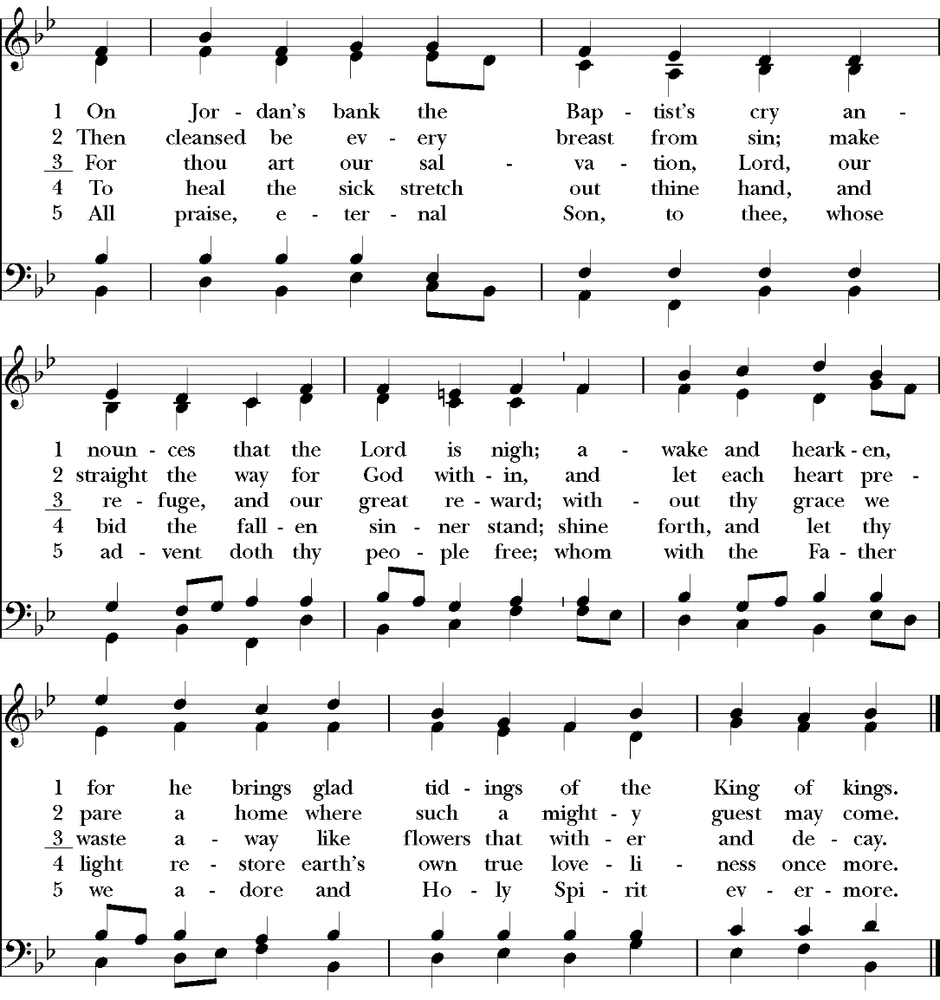 1 On Jor - dan's bank the Bap - tist's cry an -
2 Then cleansed be ev - ery breast from sin; make
3 For thou art our sal - va - tion, Lord, our
4 To heal the sick stretch out thine hand, and
5 All praise, e - ter - nal Son, to thee, whose
1 noun - ces that the Lord is nigh; a - wake and heark - en,
2 straight the way for God with - in, and let each heart pre -
3 re - fuge, and our great re - ward; with - out thy grace we
4 bid the fall - en sin - ner stand; shine forth, and let thy
5 ad - vent doth thy peo - ple free; whom with the Fa - ther
1 for he brings glad tid - ings of the King of kings.
2 pare a home where such a might - y guest may come.
3 waste a - way like flowers that with - er and de - cay.
4 light re - store earth's own true love - li - ness once more.
5 we a - dore and Ho - ly Spi - rit ev - er - more.